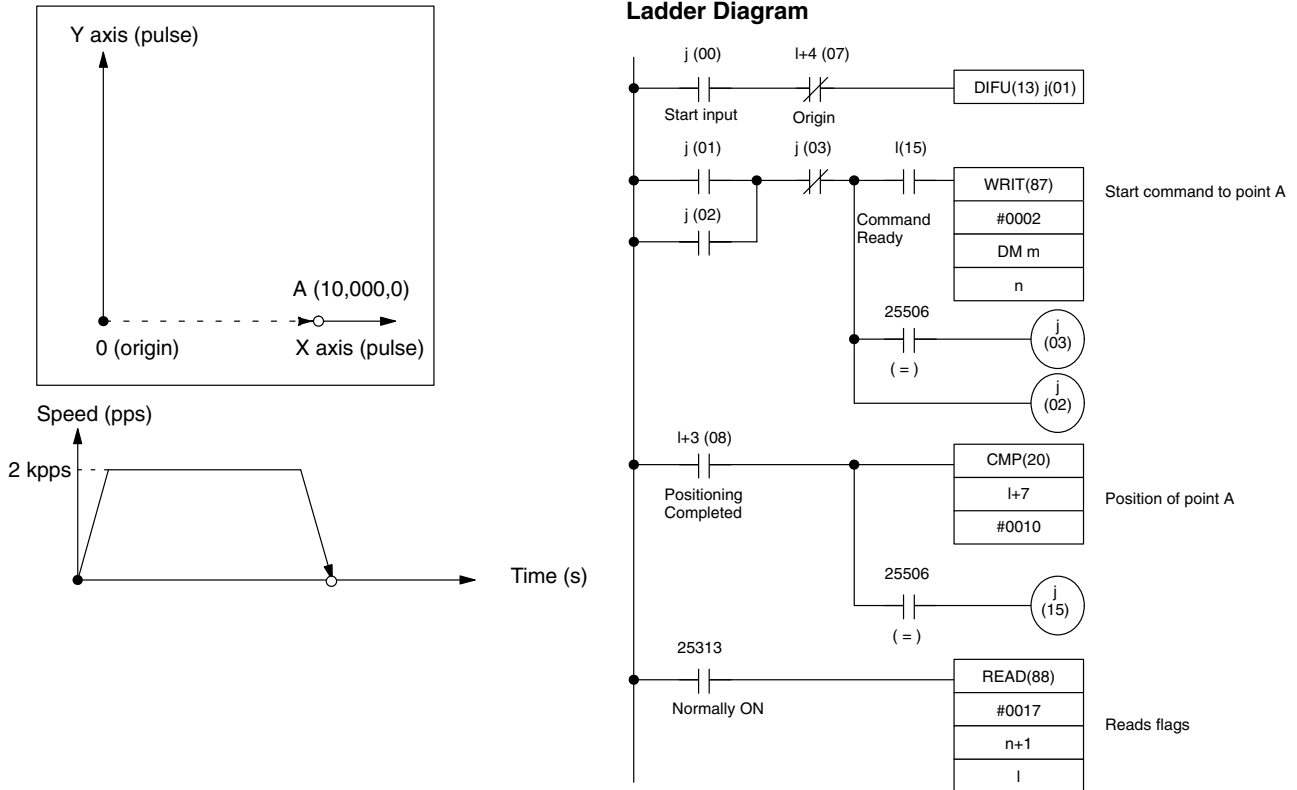 Y axis (pulse)
A (10,000,0)
0 (origin)
X axis (pulse)
Speed (pps)
2 kpps
Time (s)
Ladder Diagram
j (00)
l+4 (07)
DIFU(13) j(01)
Start input
Origin
j (01)
j (03)
l(15)
WRIT(87)
Start command to point A
j (02)
Command
Ready
#0002
DM m
n
25506
( = )
j
(03)
j
(02)
l+3 (08)
CMP(20)
Positioning
Completed
l+7
Position of point A
#0010
25506
( = )
j
(15)
25313
READ(88)
Normally ON
#0017
Reads flags
n+1
l